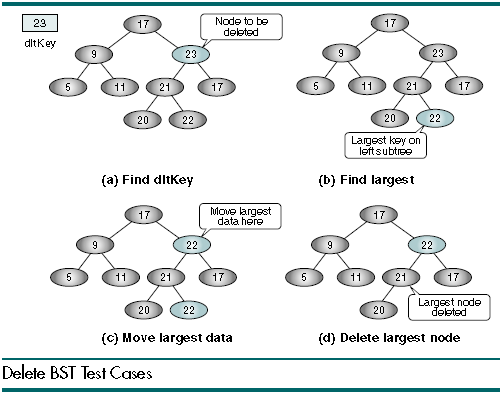 23
dltKey
17
Node to be
deleted
9
23
5
11
21
17
20
22
(a) Find dltKey
17
9
23
5
11
21
17
20
22
Largest key on
left subtree
(b) Find largest
17
Move largest
data here
9
22
5
11
21
17
20
22
(c) Move largest data
17
9
22
5
11
21
17
20
Largest node
deleted
(d) Delete largest node
Delete BST Test Cases